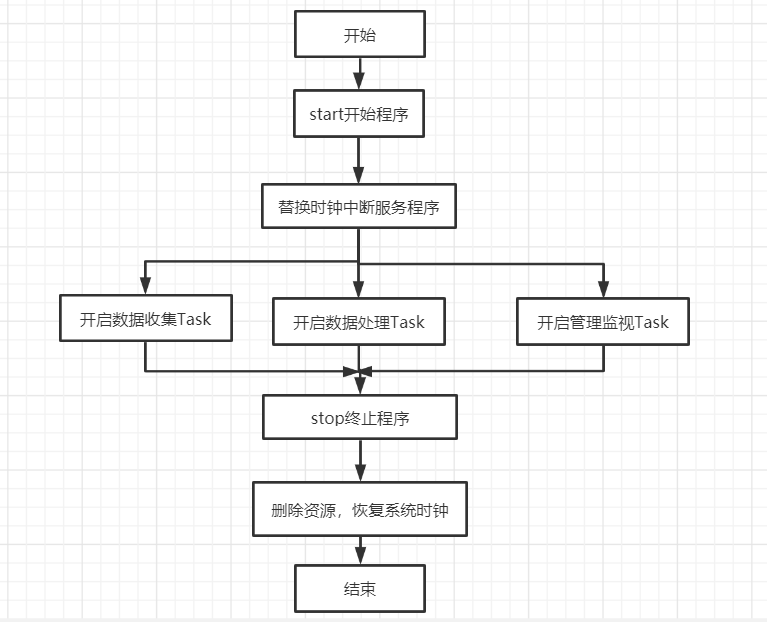 开始
start开始程序
替换时钟中断服务程序
开启数据收集Task
开启数据处理Task
开启管理监视Task
stop终止程序
删除资源，恢复系统时钟
结束